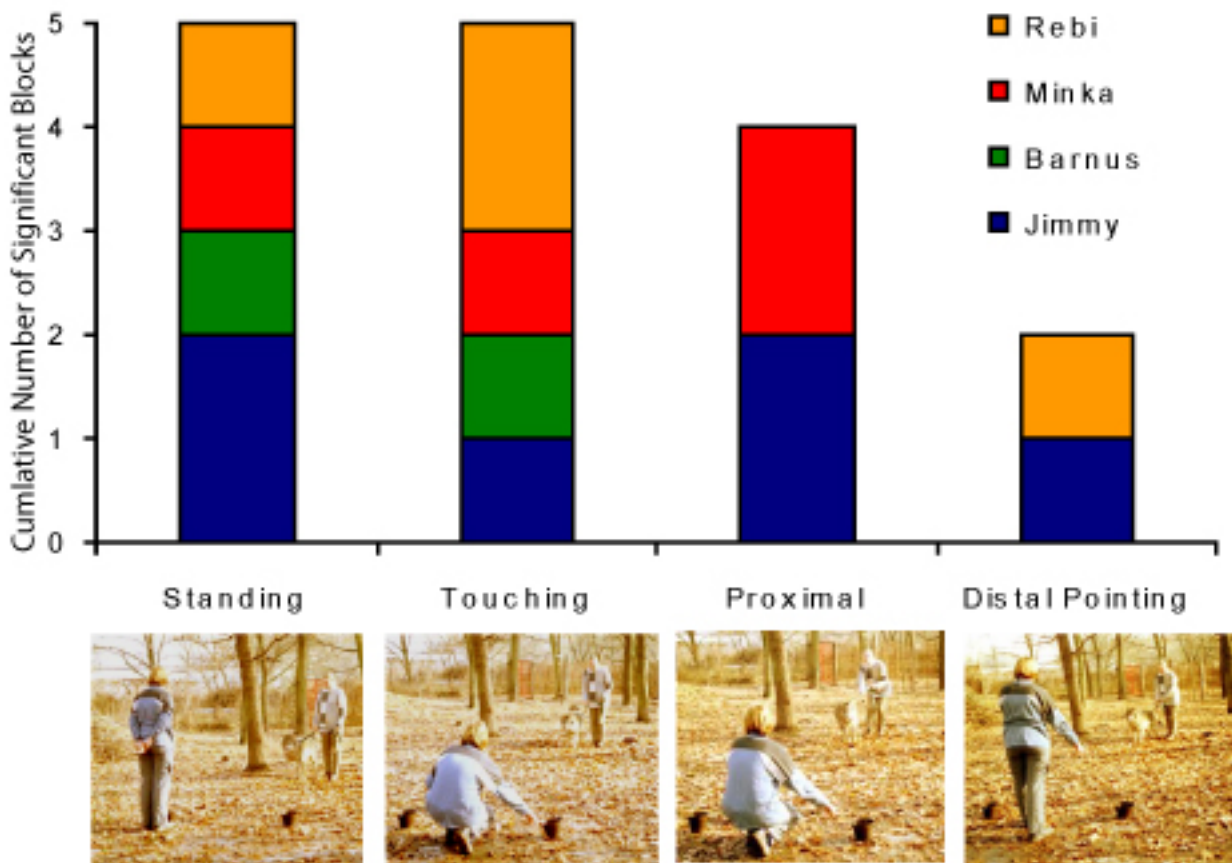 Cumlative Number of Significant Blocks
5
4
3
2
1
0
Rebi
Minka
Barnus
Jimmy
Standing
Touching
Proximal
Distal Pointing